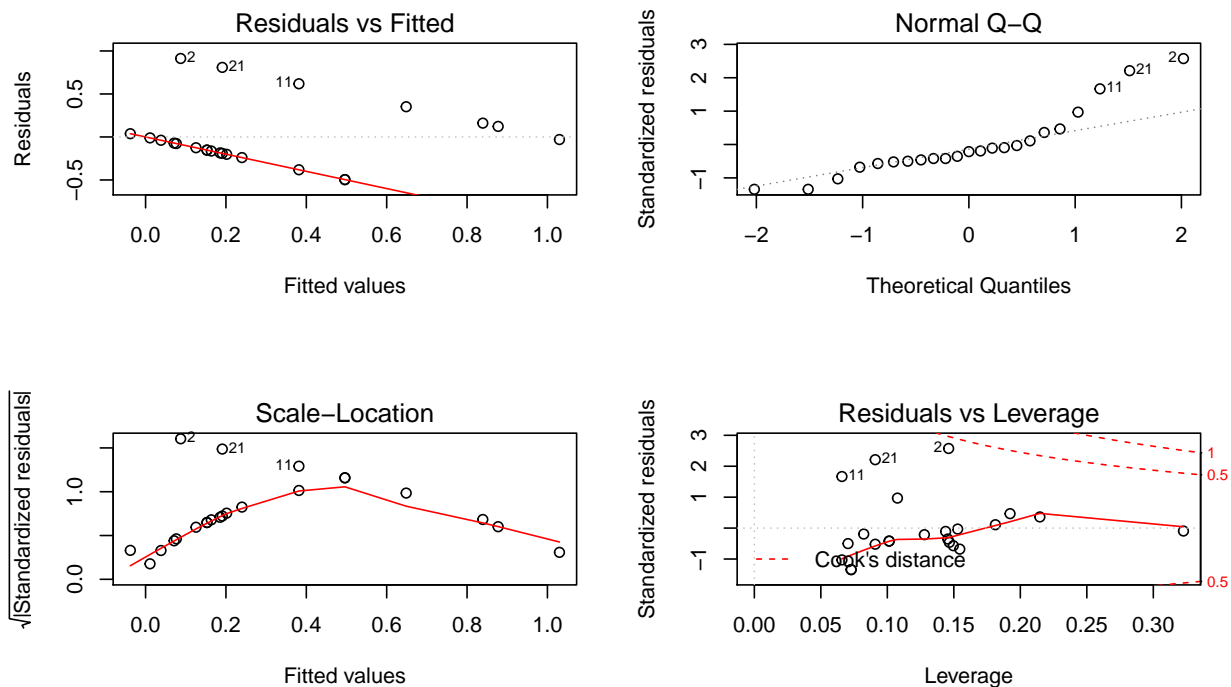 Residuals vs Fitted
Residuals
−0.5 0.5
2
21
11
0.0 0.2 0.4 0.6 0.8 1.0
Fitted values
Normal Q−Q
Standardized residuals
−1 1 2 3
2
21
11
−2 −1 0 1 2
Theoretical Quantiles
Scale−Location
√|Standardized residuals|
0.0 1.0
2
21
11
0.0 0.2 0.4 0.6 0.8 1.0
Fitted values
Residuals vs Leverage
Standardized residuals
−1 1 2 3
2
21
11
1
0.5
0.5
Cook's distance
0.00 0.05 0.10 0.15 0.20 0.25 0.30
Leverage